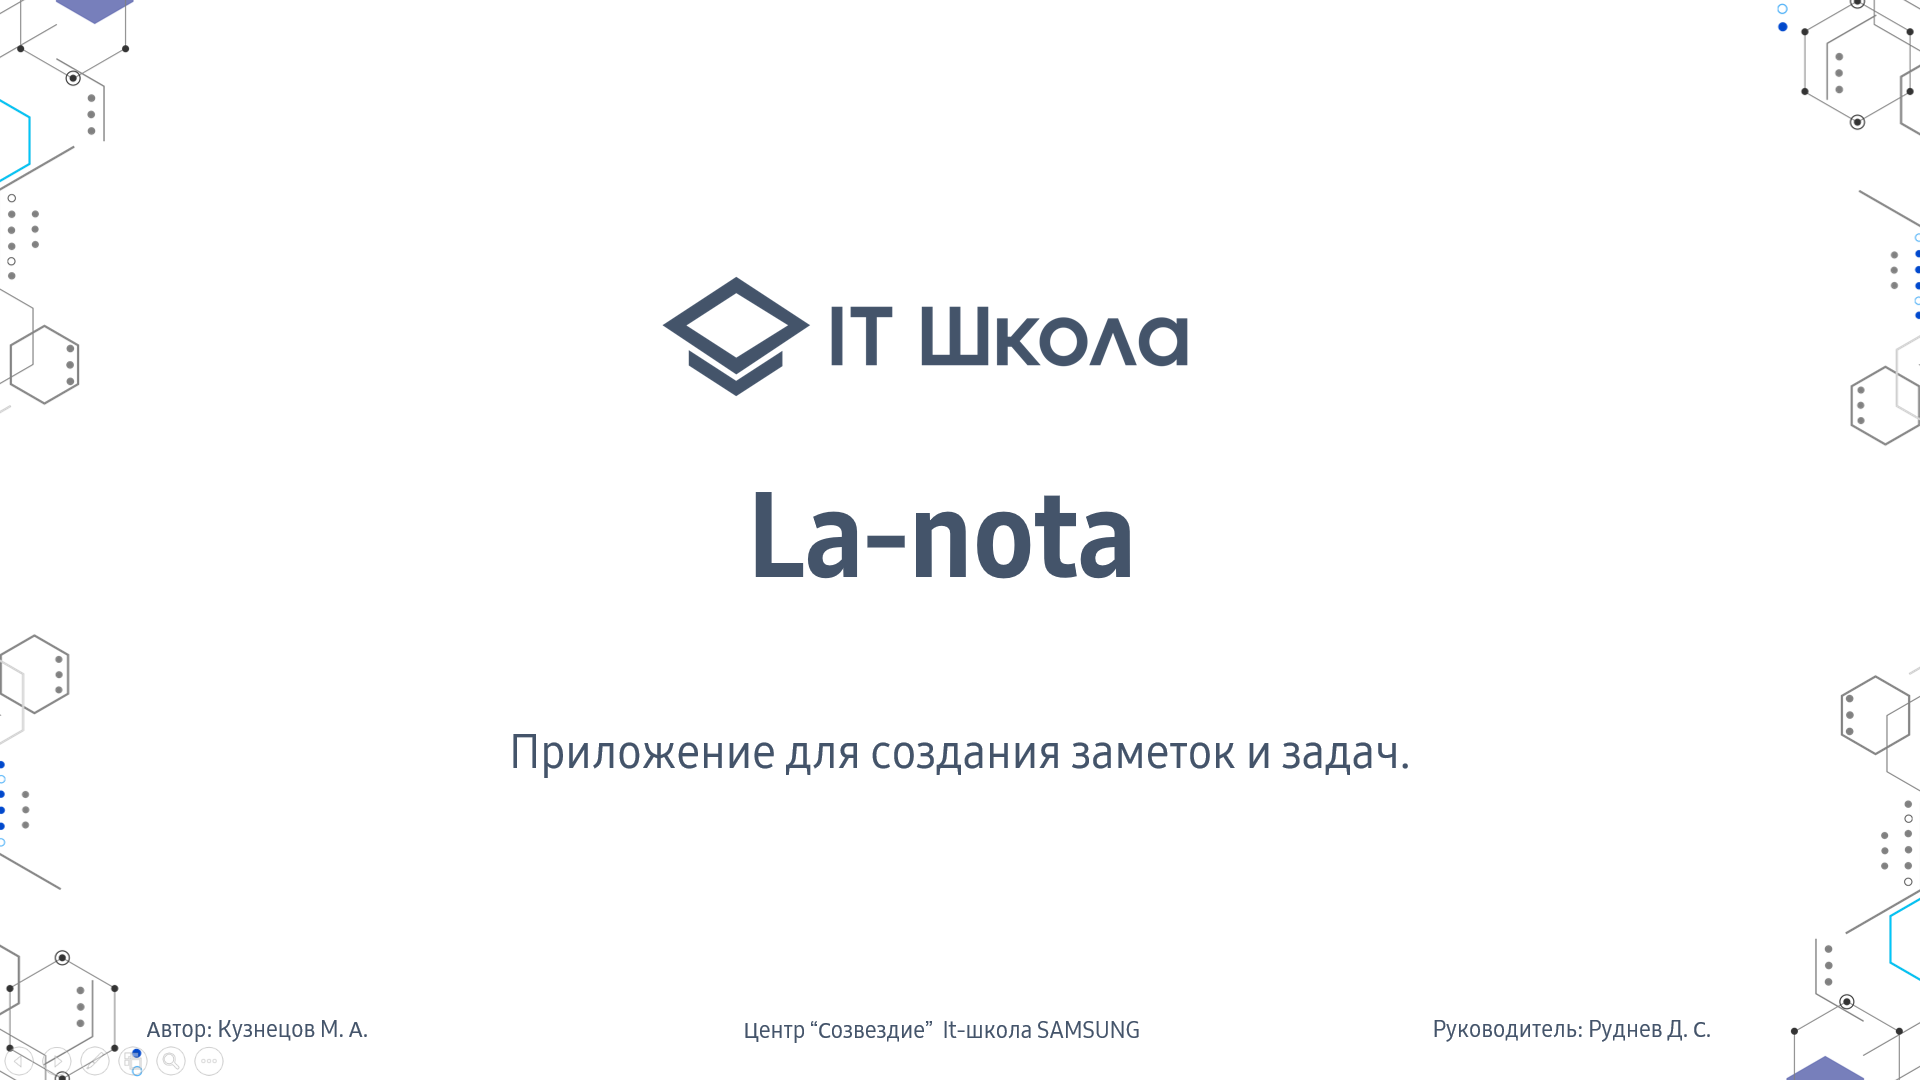 IT Школа
La-nota
Приложение для создания заметок и задач.
Автор: Кузнецов М. А.
Центр “Созвездие” It-школа SAMSUNG
Руководитель: Руднев Д. С.